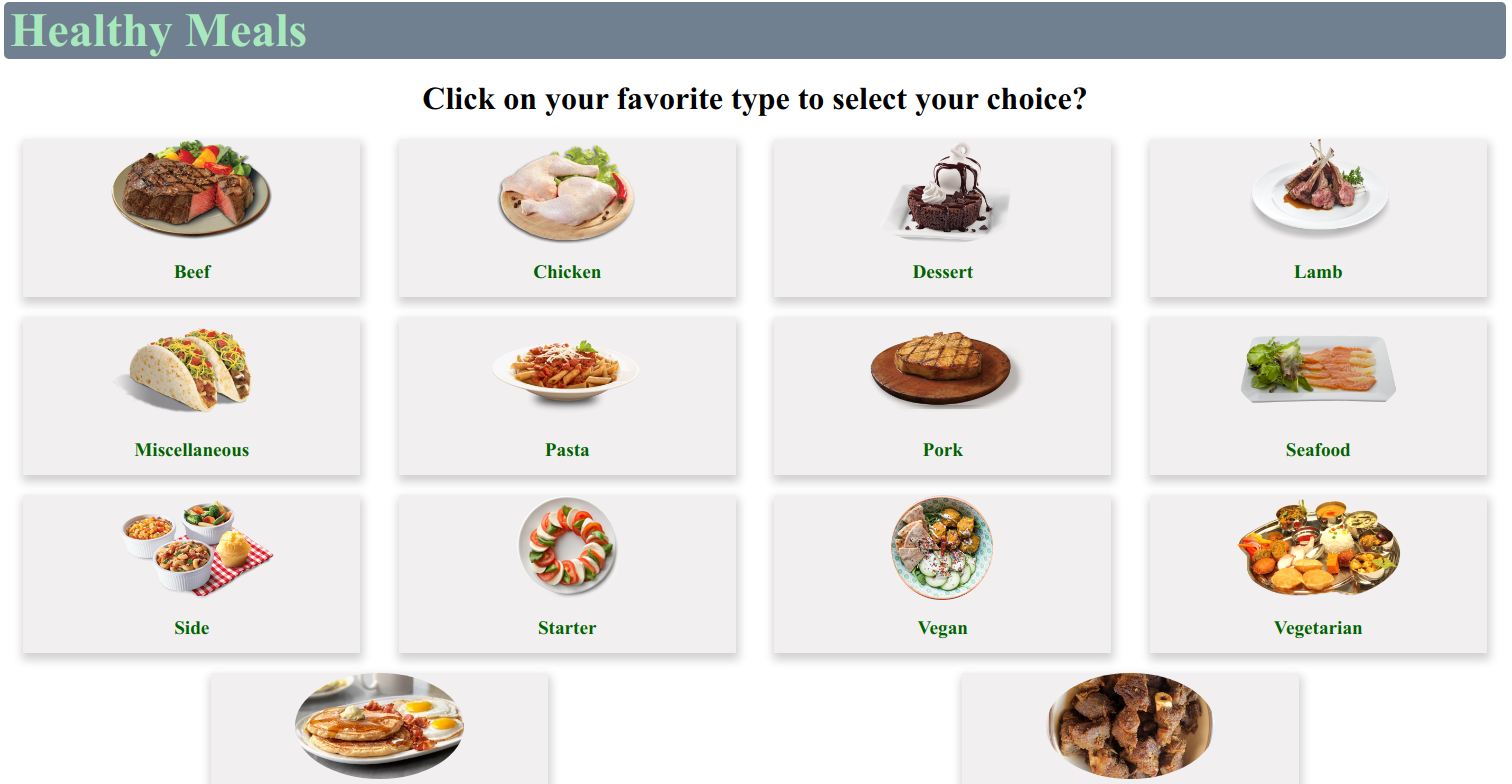 Healthy Meals
Click on your favorite type to select your choice?
Beef
Chicken
Dessert
Lamb
Miscellaneous
Pasta
Pork
Seafood
Side
Starter
Vegan
Vegetarian